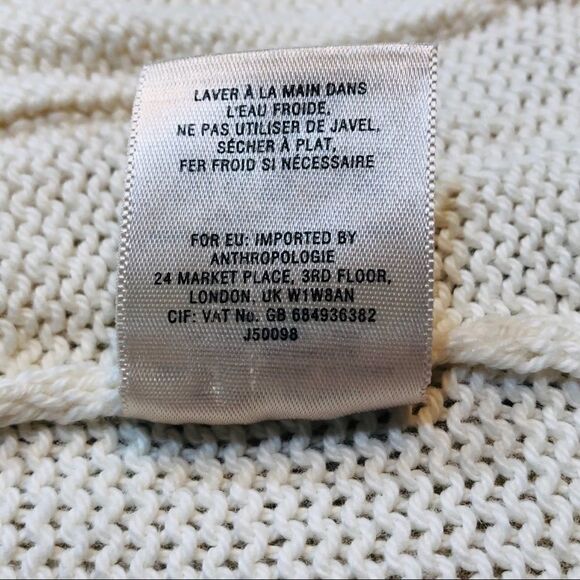 LAVER À LA MAIN DANS
L'EAU FROIDE,
NE PAS UTILISER DE JAVEL,
SÉCHER À PLAT,
FER FROID SI NÉCESSAIRE
FOR EU: IMPORTED BY
ANTHROPOLOGIE
24 MARKET PLACE, 3RD FLOOR,
LONDON, UK W1W8AN
CIF: VAT No. GB 684936382
J50098